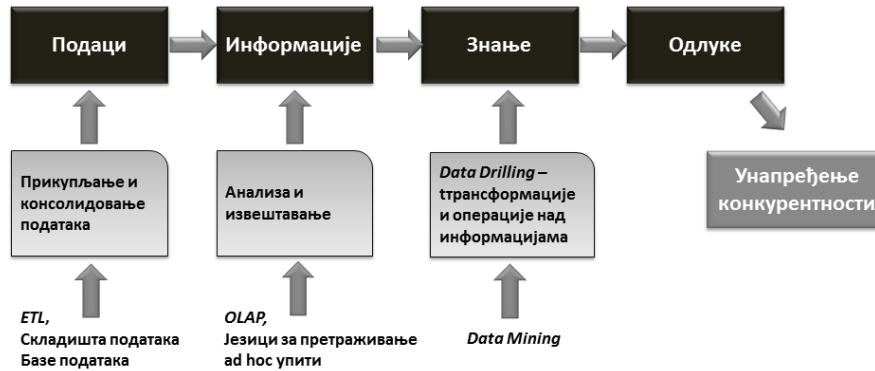 Подаци
Информације
Знање
Одлуке
Прикупљање и
консолидовање
података
Анализа и
извештавање
Data Drilling –
tтрансформације
и операције над
информацијама
Унапређење
конкурентности
ETL,
Складишта података
Базе података
OLAP,
Језици за претраживање
ad hoc упити
Data Mining